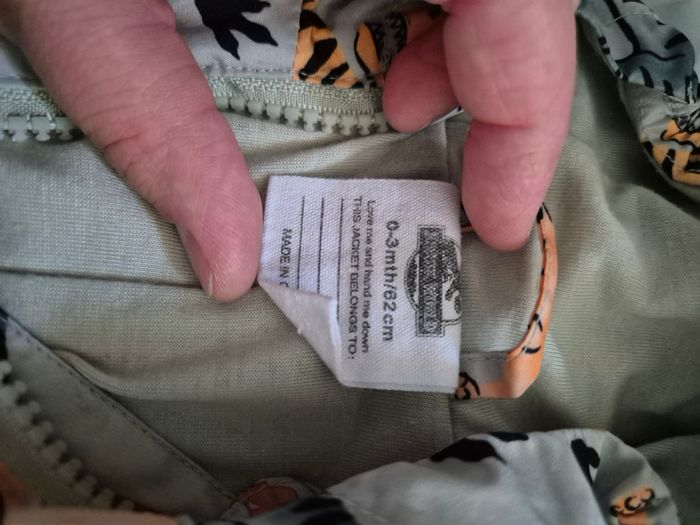 0-3mth/62cm
Love me and hand me down
THIS JACKET BELONGS TO:
MADE IN